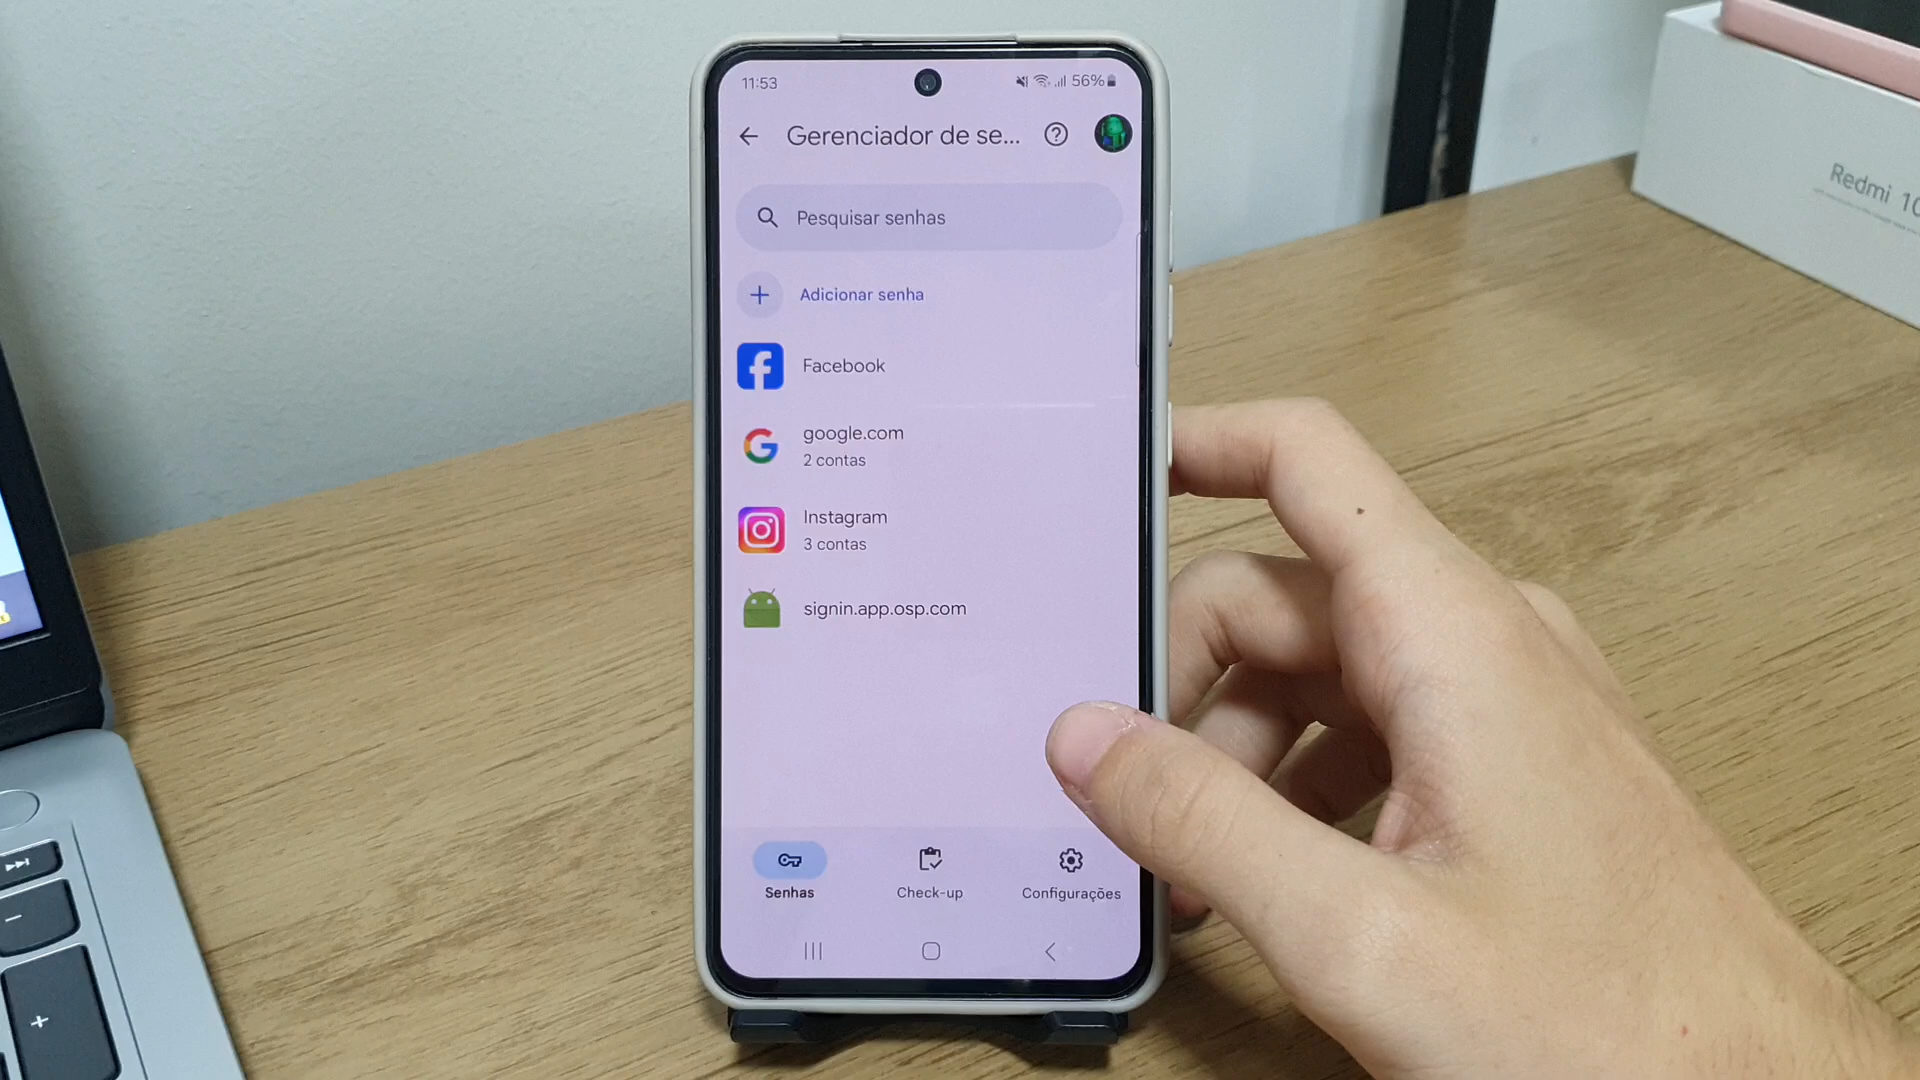 11:53
56%
Gerenciador de se...
Pesquisar senhas
Adicionar senha
Facebook
google.com
2 contas
Instagram
3 contas
signin.app.osp.com
Senhas
Check-up
Configurações
Redmi 10